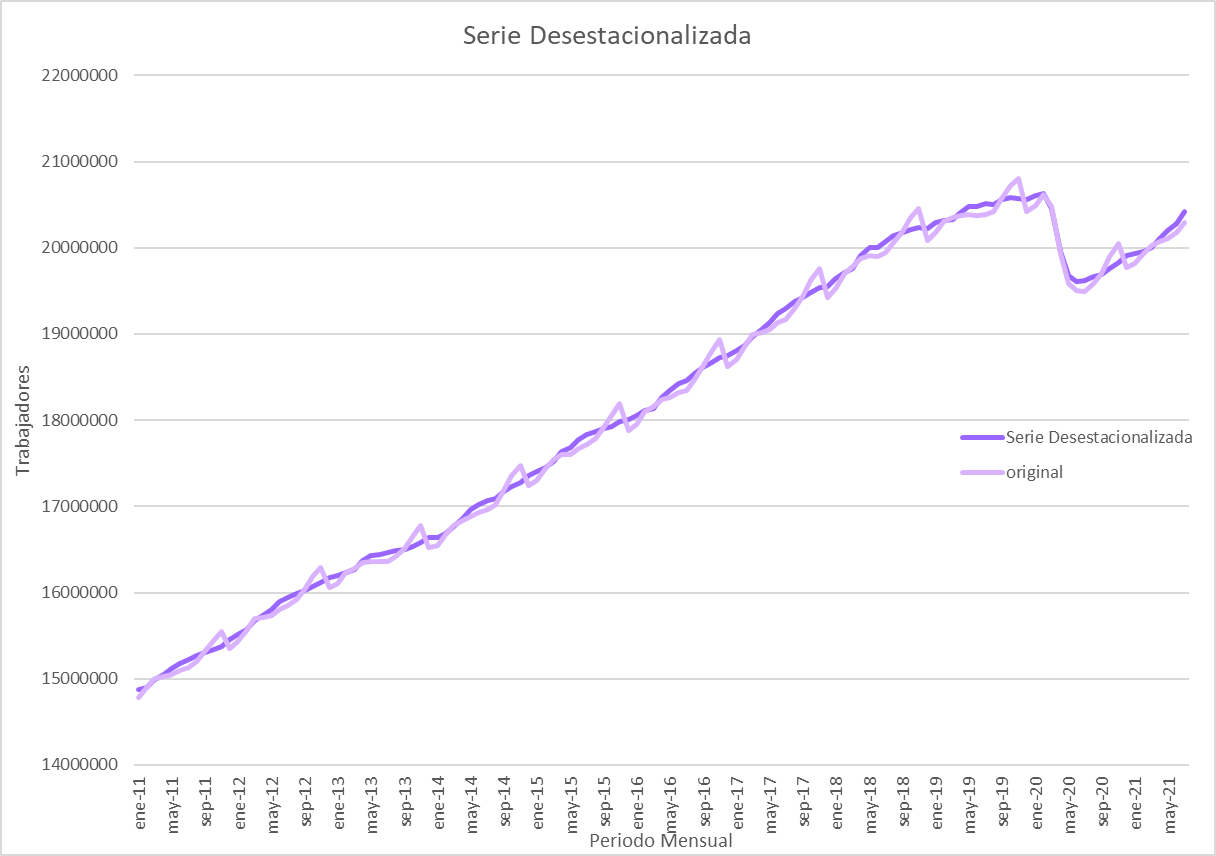 Serie Desestacionalizada
22000000
21000000
20000000
19000000
18000000
17000000
16000000
15000000
14000000
Trabajadores
Serie Desestacionalizada
original
ene-11
may-11
sep-11
ene-12
may-12
sep-12
ene-13
may-13
sep-13
ene-14
may-14
sep-14
ene-15
may-15
sep-15
ene-16
may-16
sep-16
ene-17
may-17
sep-17
ene-18
may-18
sep-18
ene-19
may-19
sep-19
ene-20
may-20
sep-20
ene-21
may-21
Periodo Mensual